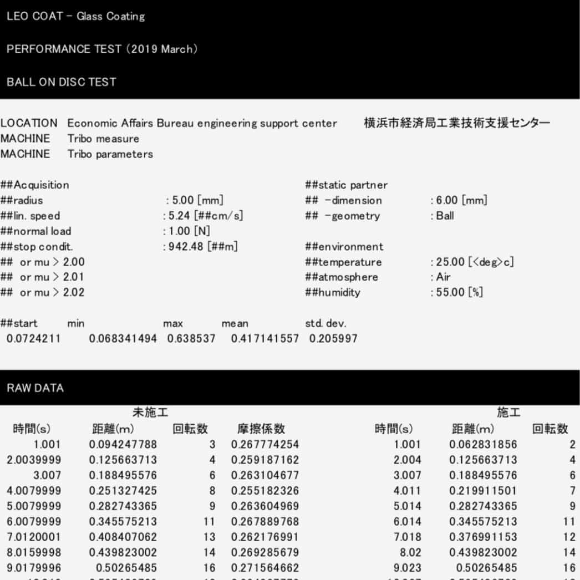 LEO COAT - Glass Coating
PERFORMANCE TEST (2019 March)
BALL ON DISC TEST
LOCATION Economic Affairs Bureau engineering support center 横浜市経済局工業技術支援センター
MACHINE Tribo measure
MACHINE Tribo parameters
##Acquisition ##static partner
##radius : 5.00 [mm] ## -dimension : 6.00 [mm]
##lin. speed : 5.24 [##cm/s] ## -geometry : Ball
##normal load : 1.00 [N]
##stop condit. : 942.48 [##m] ##environment
## or mu > 2.00 ##temperature : 25.00 [<deg>c]
## or mu > 2.01 ##atmosphere : Air
## or mu > 2.02 ##humidity : 55.00 [%]
##start min max mean std. dev.
0.0724211 0.068341494 0.638537 0.417141557 0.205997
RAW DATA
未施工 施工
時間(s) 距離(m) 回転数 摩擦係数 時間(s) 距離(m) 回転数
1.001 0.094247788 3 0.267774254 1.001 0.062831856 2
2.0039999 0.125663713 4 0.259187162 2.004 0.125663713 4
3.007 0.188495576 6 0.263104677 3.007 0.188495576 6
4.0079999 0.251327425 8 0.255182326 4.011 0.219911501 7
5.0079999 0.282743365 9 0.263604969 5.014 0.282743365 9
6.0079999 0.345575213 11 0.267889768 6.014 0.345575213 11
7.0120001 0.408407062 13 0.262176991 7.018 0.376991153 12
8.0159998 0.439823002 14 0.269285679 8.02 0.439823002 14
9.0179996 0.50265485 16 0.271564662 9.023 0.50265485 16